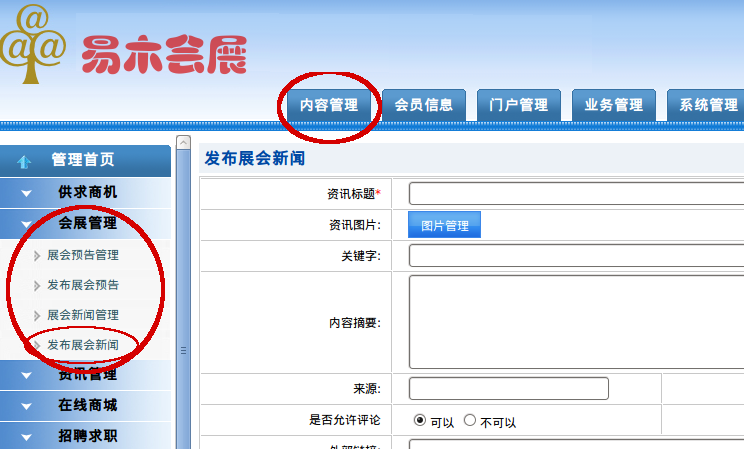 @
@@
易木会展
内容管理 会员信息 门户管理 业务管理 系统管理
管理首页
供求商机
会展管理
展会预告管理
发布展会预告
展会新闻管理
发布展会新闻
资讯管理
在线商城
招聘求职
发布展会新闻
资讯标题*
资讯图片: 图片管理
关键字:
内容摘要:
来源:
是否允许评论 可以 不可以
外部链接: